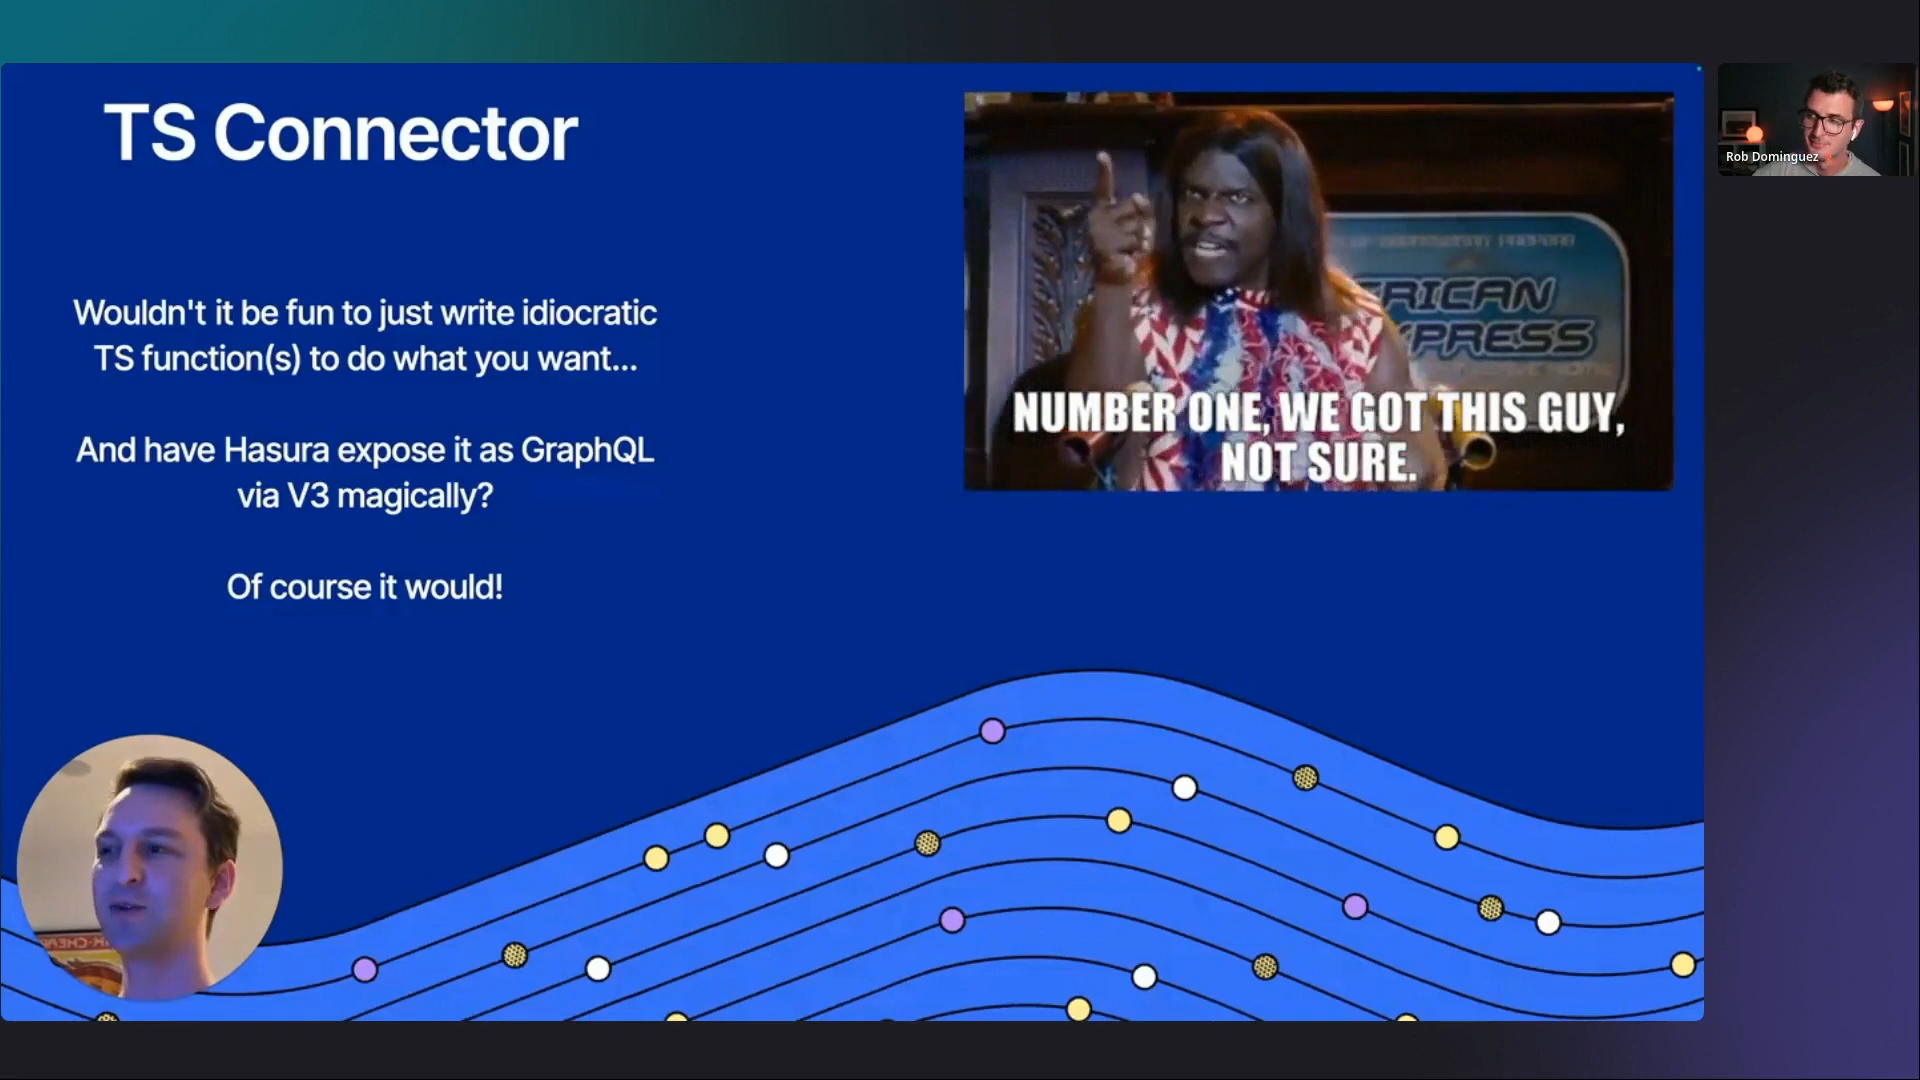 TS Connector
Wouldn't it be fun to just write idiocratic
TS function(s) to do what you want...
And have Hasura expose it as GraphQL
via V3 magically?
Of course it would!
RICAN
PRESS
NUMBER ONE, WE GOT THIS GUY,
NOT SURE.
Rob Dominguez